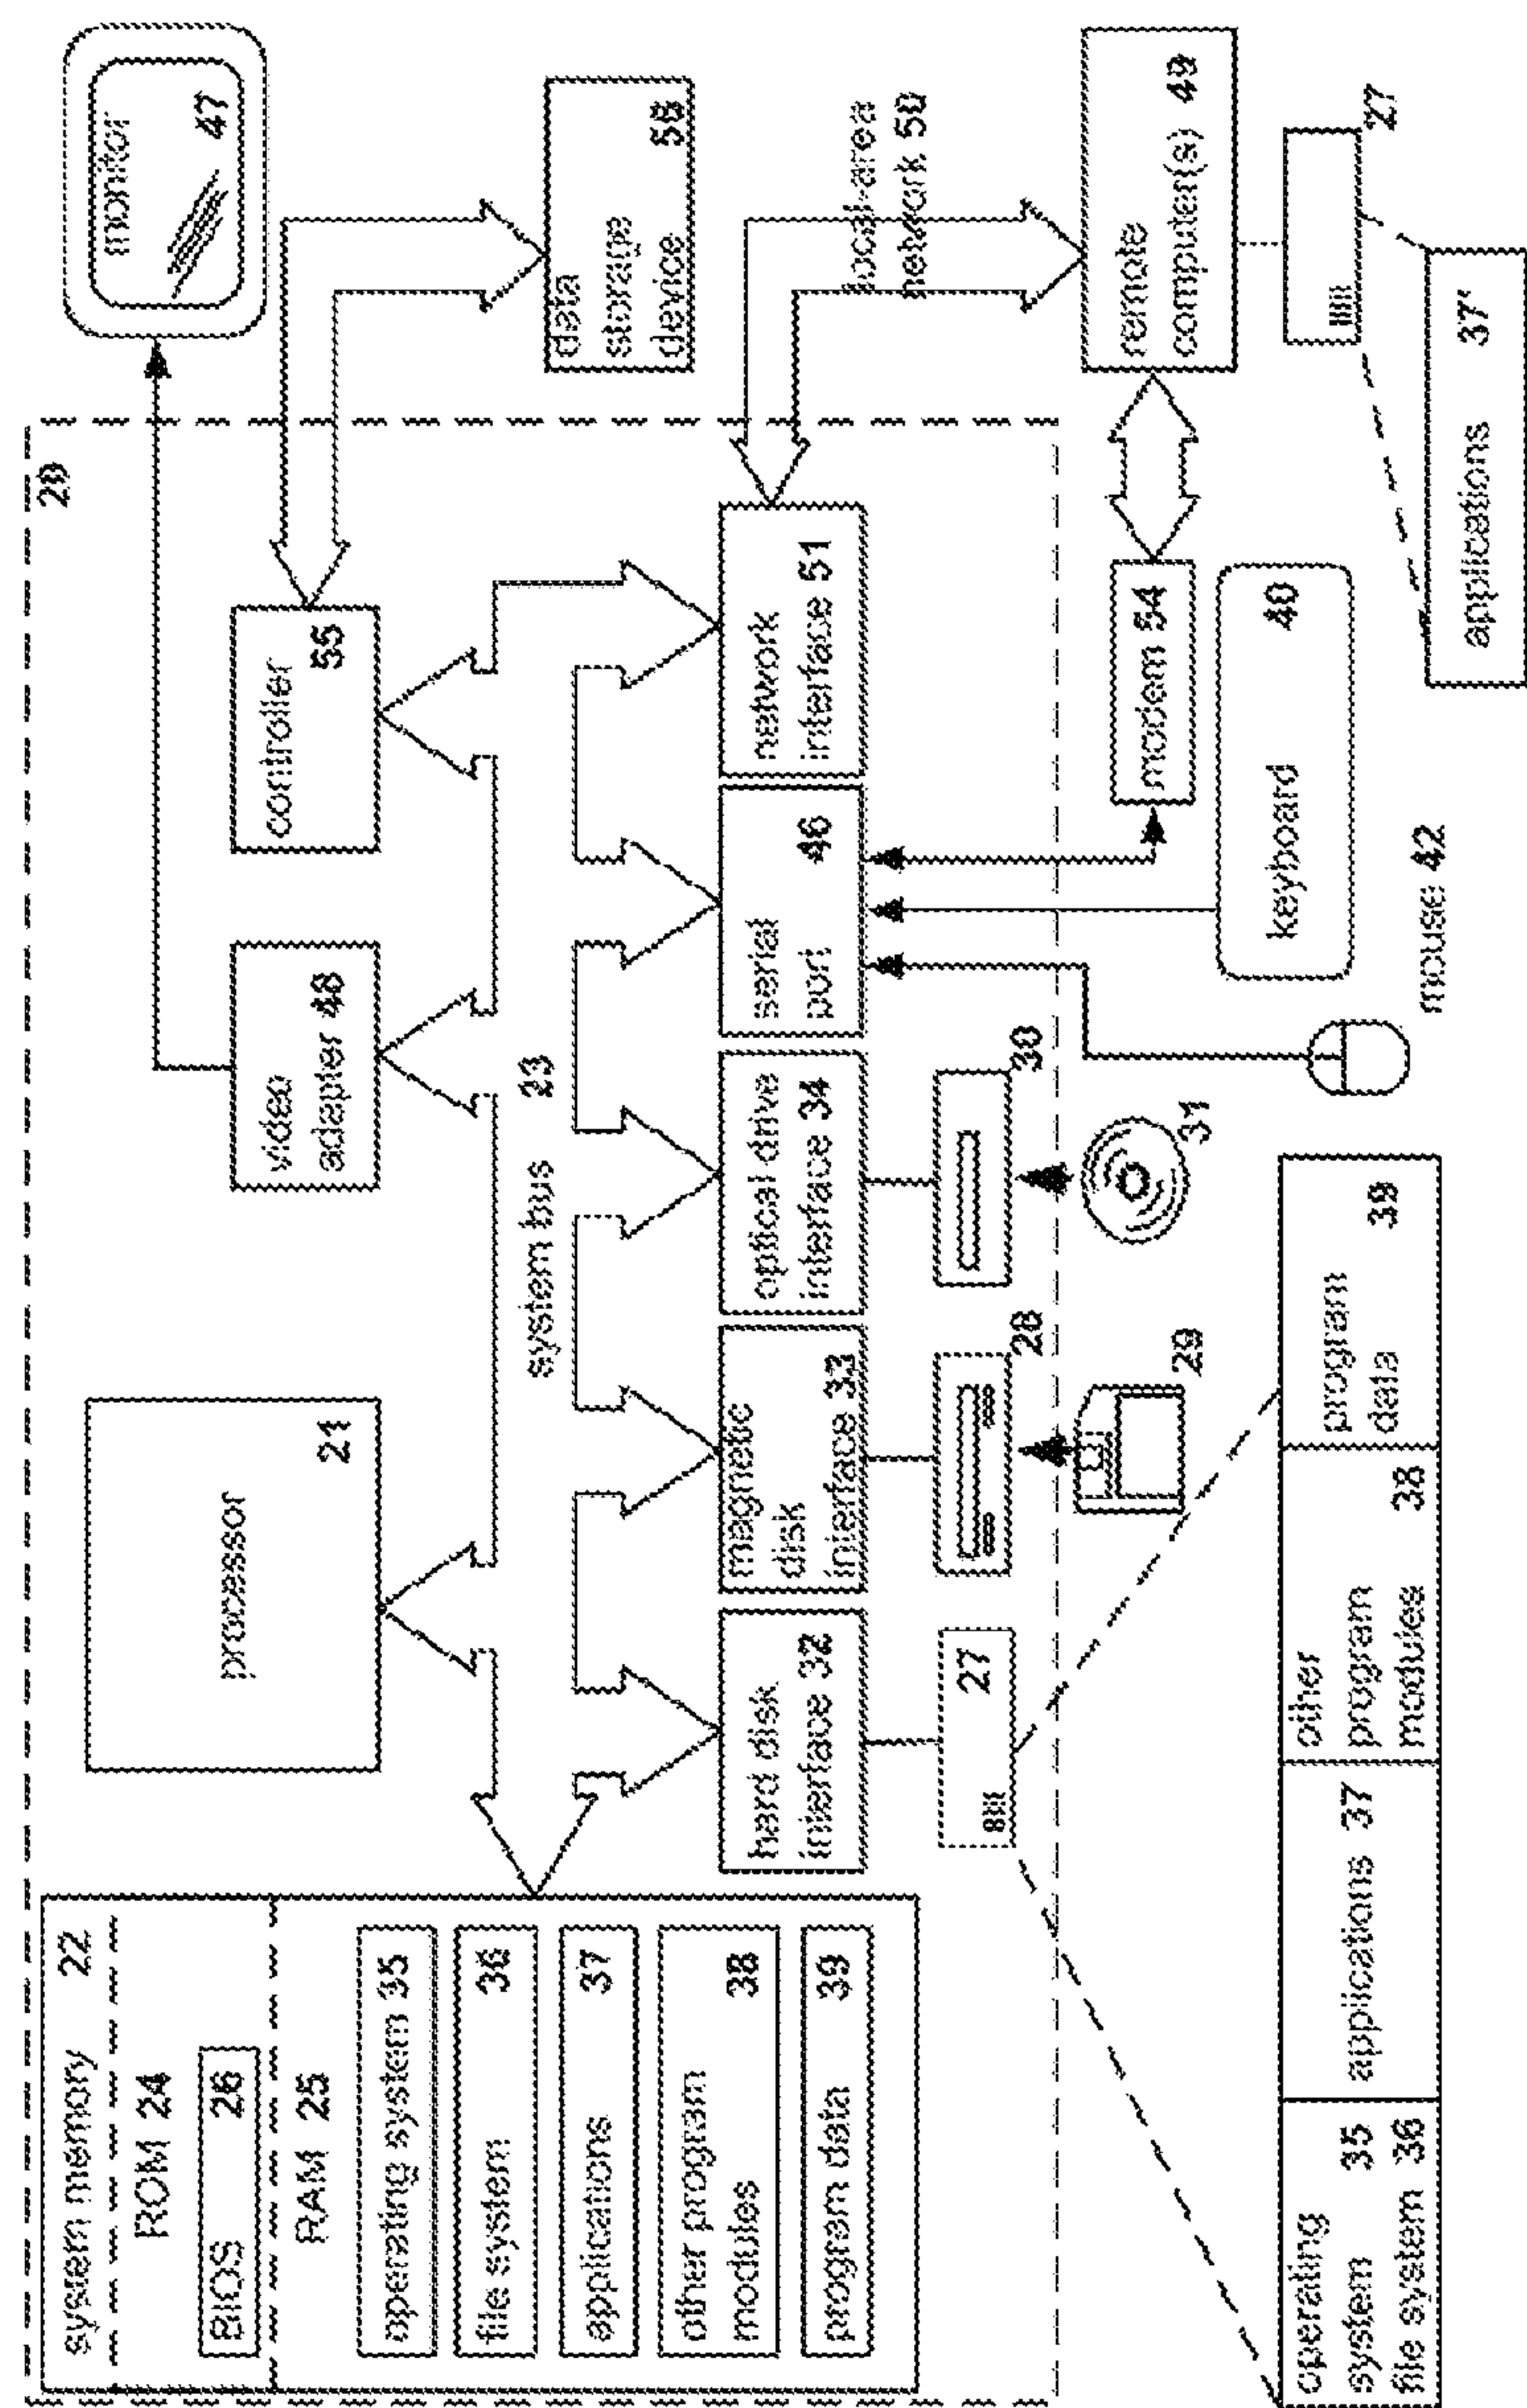 system memory 22
ROM 24
BIOS 26
RAM 25
operating system 35
file system 36
applications 37
other program
modules 38
program data 39
processor
21
20
video
adapter 48
controller
55
monitor
47
system bus 23
data
storage
device 56
hard disk
interface 32
magnetic
disk
interface 33
optical drive
interface 34
serial
port 46
network
interface 51
local-area
network 50
27
28
30
29
31
modem 54
remote
computer(s) 49
keyboard 40
mouse 42
27
applications 37'
operating
system 35
file system 36
applications 37
other
program
modules 38
program
data 39